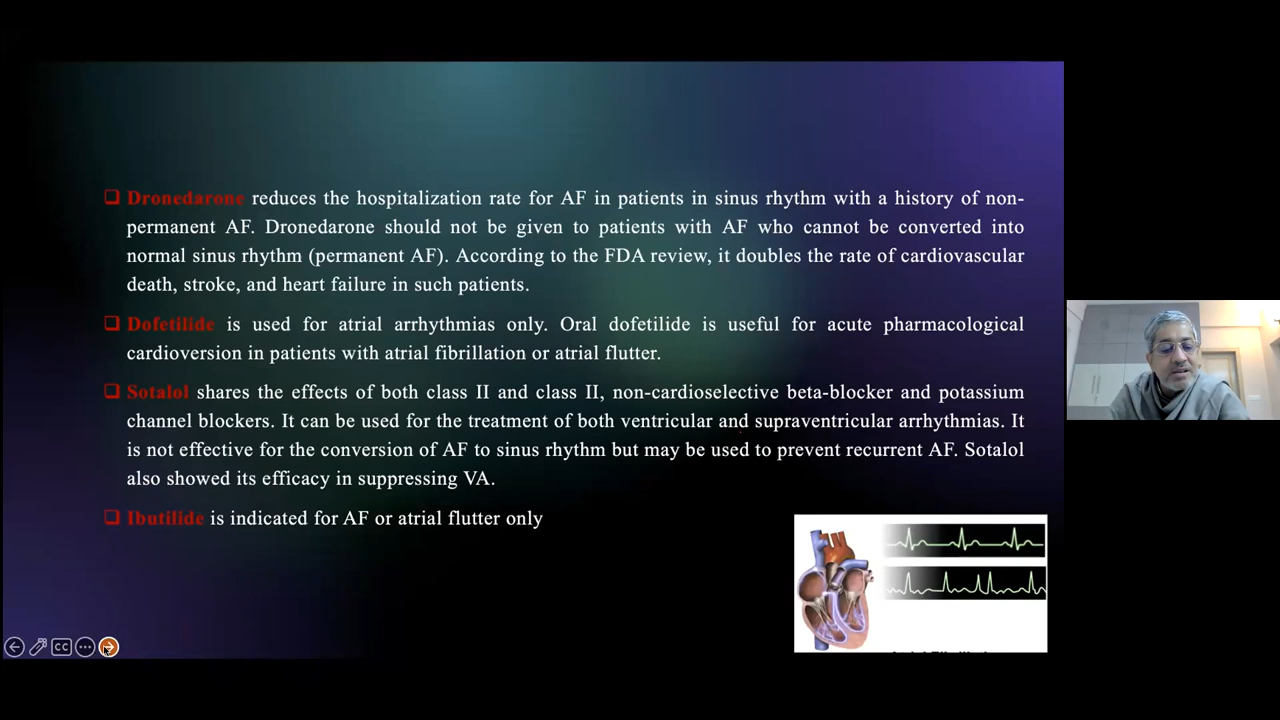 Dronedarone reduces the hospitalization rate for AF in patients in sinus rhythm with a history of non-
permanent AF. Dronedarone should not be given to patients with AF who cannot be converted into
normal sinus rhythm (permanent AF). According to the FDA review, it doubles the rate of cardiovascular
death, stroke, and heart failure in such patients.
Dofetilide is used for atrial arrhythmias only. Oral dofetilide is useful for acute pharmacological
cardioversion in patients with atrial fibrillation or atrial flutter.
Sotalol shares the effects of both class II and class II, non-cardioselective beta-blocker and potassium
channel blockers. It can be used for the treatment of both ventricular and supraventricular arrhythmias. It
is not effective for the conversion of AF to sinus rhythm but may be used to prevent recurrent AF. Sotalol
also showed its efficacy in suppressing VA.
Ibutilide is indicated for AF or atrial flutter only
CC